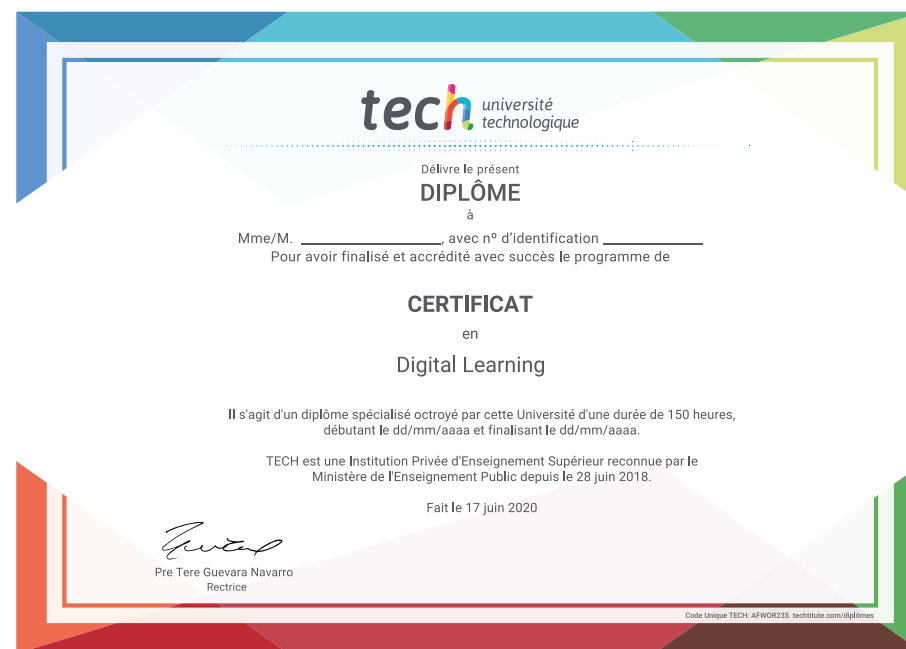 tech université
technologique
Délivre le présent
DIPLÔME
à
Mme/M. ____________________, avec nº d'identification ______________
Pour avoir finalisé et accrédité avec succès le programme de
CERTIFICAT
en
Digital Learning
Il s'agit d'un diplôme spécialisé octroyé par cette Université d'une durée de 150 heures,
débutant le dd/mm/aaaa et finalisant le dd/mm/aaaa.
TECH est une Institution Privée d'Enseignement Supérieur reconnue par le
Ministère de l'Enseignement Public depuis le 28 juin 2018.
Fait le 17 juin 2020
Pre Tere Guevara Navarro
Rectrice
Code Unique TECH: AFWOR23S techtitute.com/diplômes